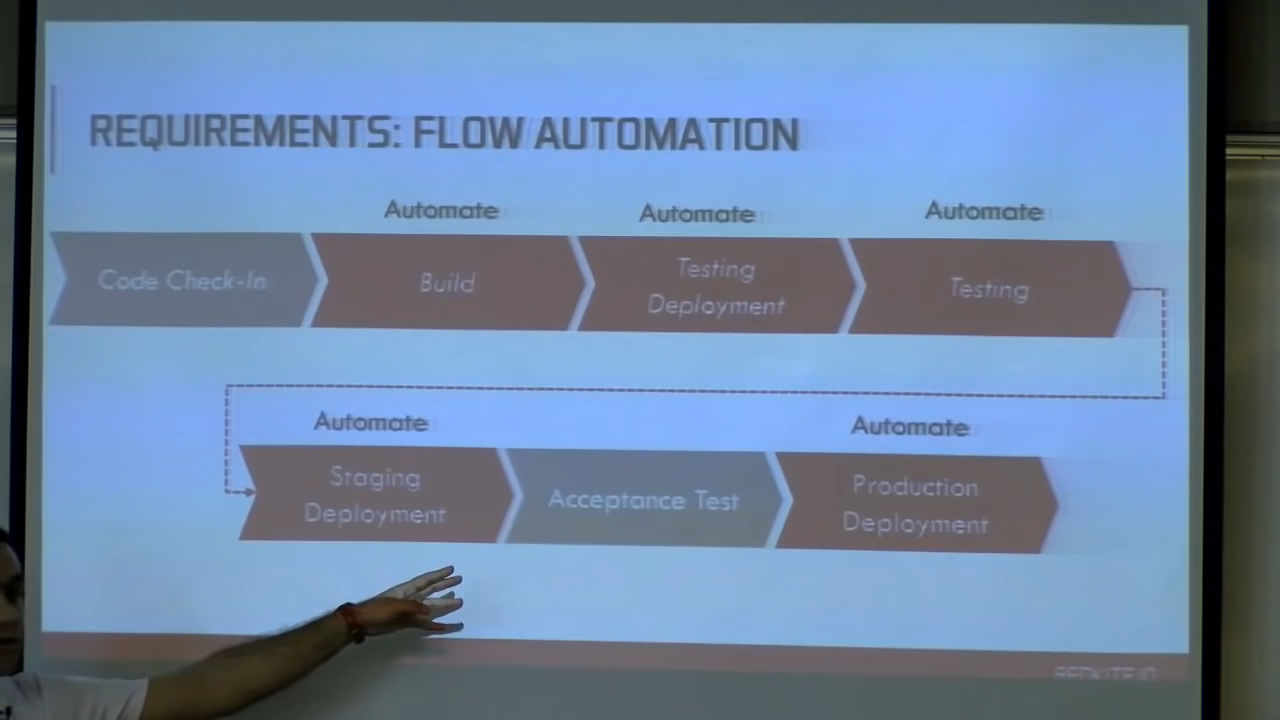 REQUIREMENTS: FLOW AUTOMATION
Automate
Automate
Automate
Code Check-In
Build
Testing
Deployment
Testing
Automate
Automate
Staging
Deployment
Acceptance Test
Production
Deployment